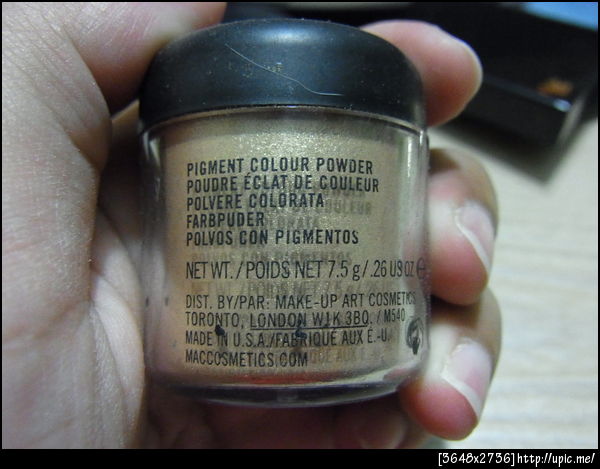 PIGMENT COLOUR POWDER
POUDRE ÉCLAT DE COULEUR
POLVERE COLORATA
FARBPUDER
POLVOS CON PIGMENTOS
NET WT. / POIDS NET 7.5 g / .26 US OZ e
DIST. BY/PAR: MAKE-UP ART COSMETICS
TORONTO, LONDON W1K 3BQ. / M540
MADE IN U.S.A./FABRIQUÉ AUX É.-U.
MACCOSMETICS.COM
[3648x2736]http://upic.me/